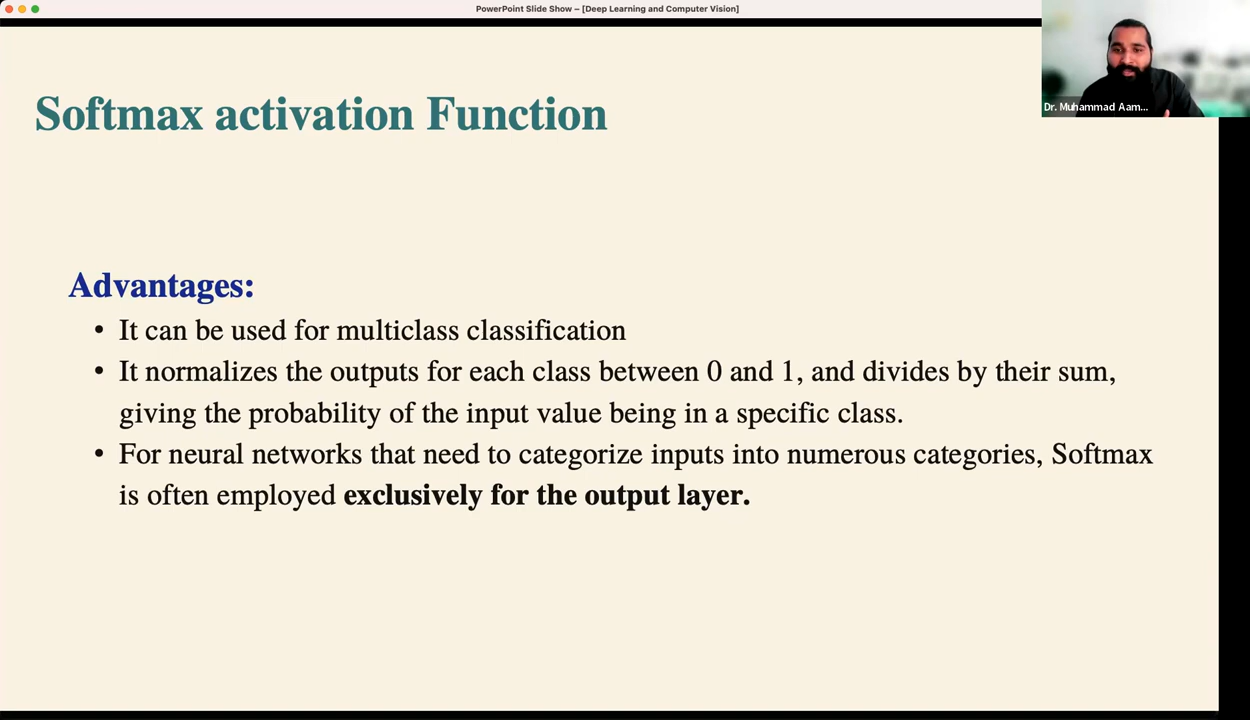 PowerPoint Slide Show – [Deep Learning and Computer Vision]
Dr. Muhammad Aam...
Softmax activation Function
Advantages:
• It can be used for multiclass classification
• It normalizes the outputs for each class between 0 and 1, and divides by their sum,
giving the probability of the input value being in a specific class.
• For neural networks that need to categorize inputs into numerous categories, Softmax
is often employed exclusively for the output layer.